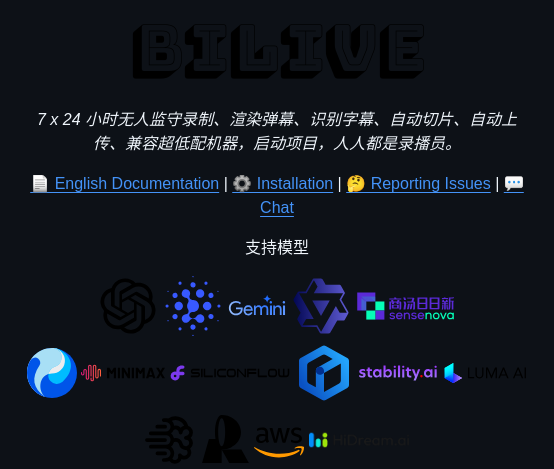 BILIVE
7 x 24 小时无人监守录制、渲染弹幕、识别字幕、自动切片、自动上
传、兼容超低配机器，启动项目，人人都是录播员。
English Documentation | Installation | Reporting Issues |
Chat
支持模型
Gemini 商汤日日新
sensenova
MINIMAX SILICONFLOW stability.ai LUMA AI
aws HiDream.ai